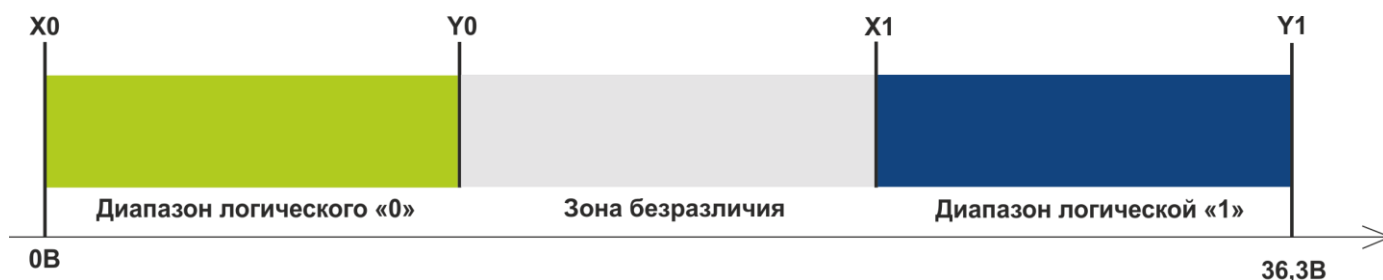 X0 Y0 X1 Y1
Диапазон логического «0» Зона безразличия Диапазон логической «1»
0В 36,3В